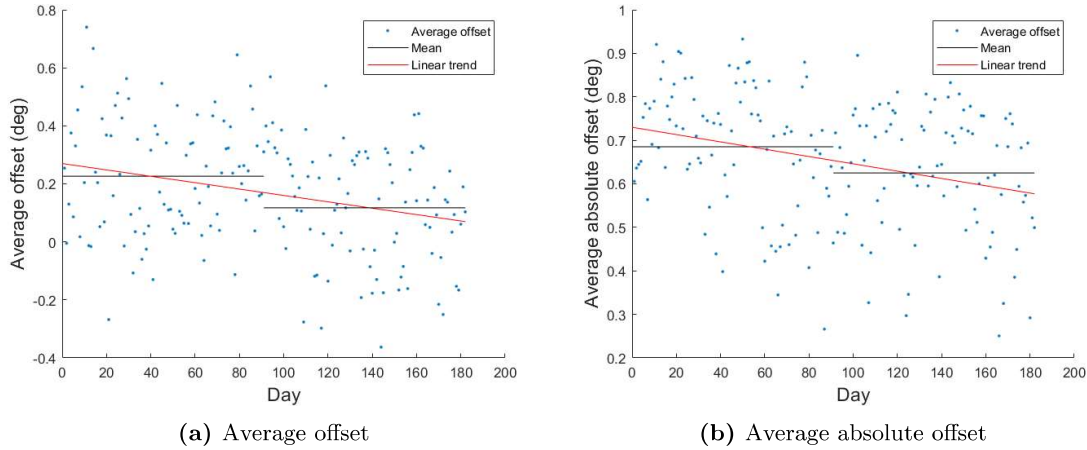 0.8
0.6
0.4
0.2
0
-0.2
-0.4
0 20 40 60 80 100 120 140 160 180 200
Average offset (deg)
Day
Average offset
Mean
Linear trend
(a) Average offset
1
0.9
0.8
0.7
0.6
0.5
0.4
0.3
0.2
0 20 40 60 80 100 120 140 160 180 200
Average absolute offset (deg)
Day
Average offset
Mean
Linear trend
(b) Average absolute offset